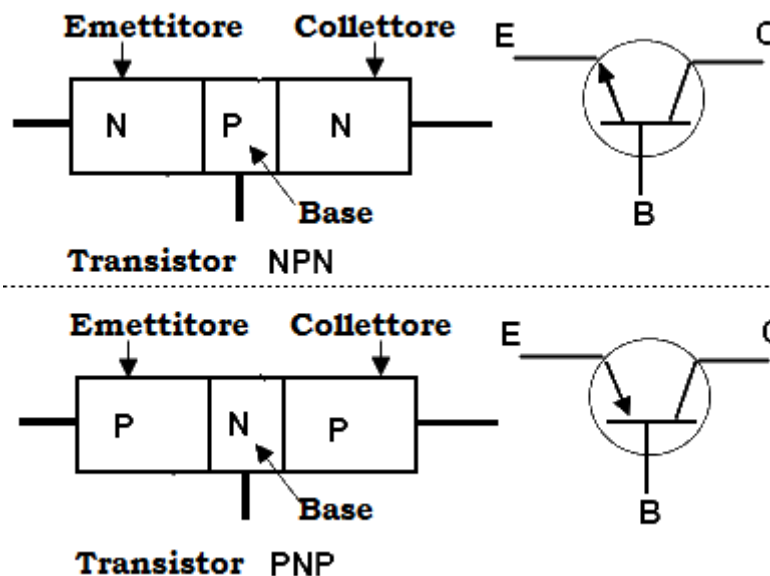 Emettitore Collettore
E C
N P N
Base
B
Transistor NPN
Emettitore Collettore
E C
P N P
Base
B
Transistor PNP